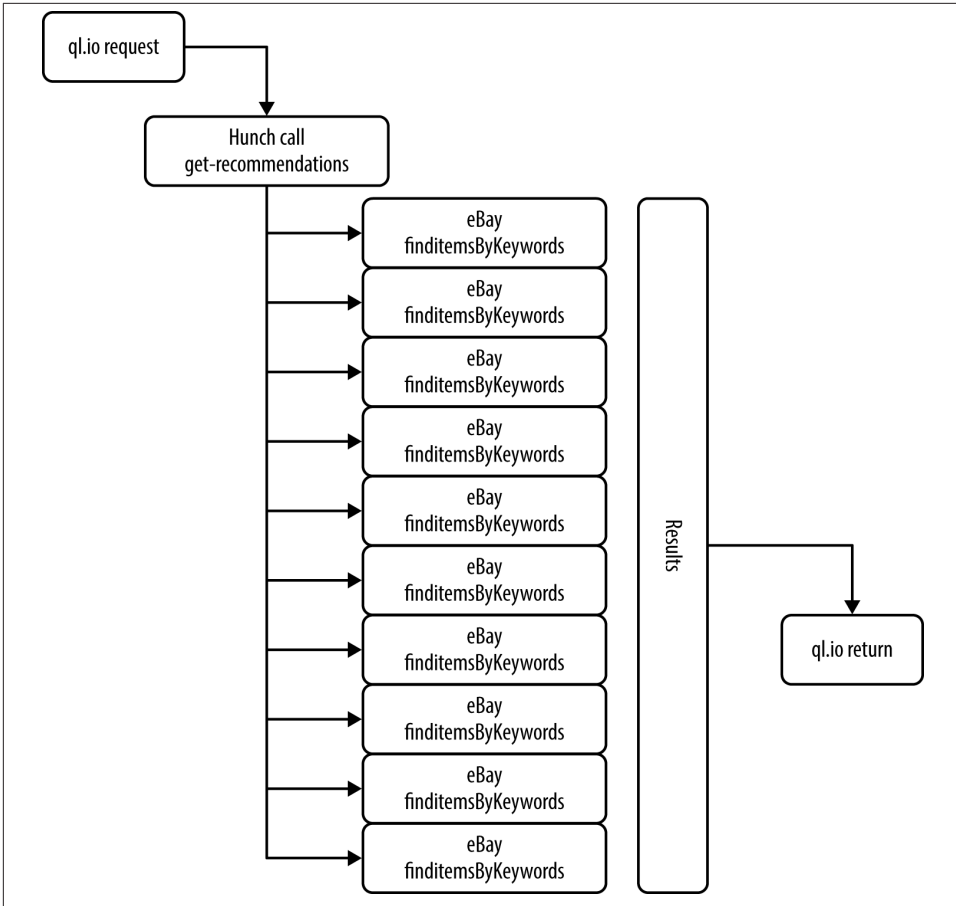 ql.io request
Hunch call
get-recommendations
eBay
finditemsByKeywords
eBay
finditemsByKeywords
eBay
finditemsByKeywords
eBay
finditemsByKeywords
eBay
finditemsByKeywords
eBay
finditemsByKeywords
eBay
finditemsByKeywords
eBay
finditemsByKeywords
eBay
finditemsByKeywords
eBay
finditemsByKeywords
Results
ql.io return